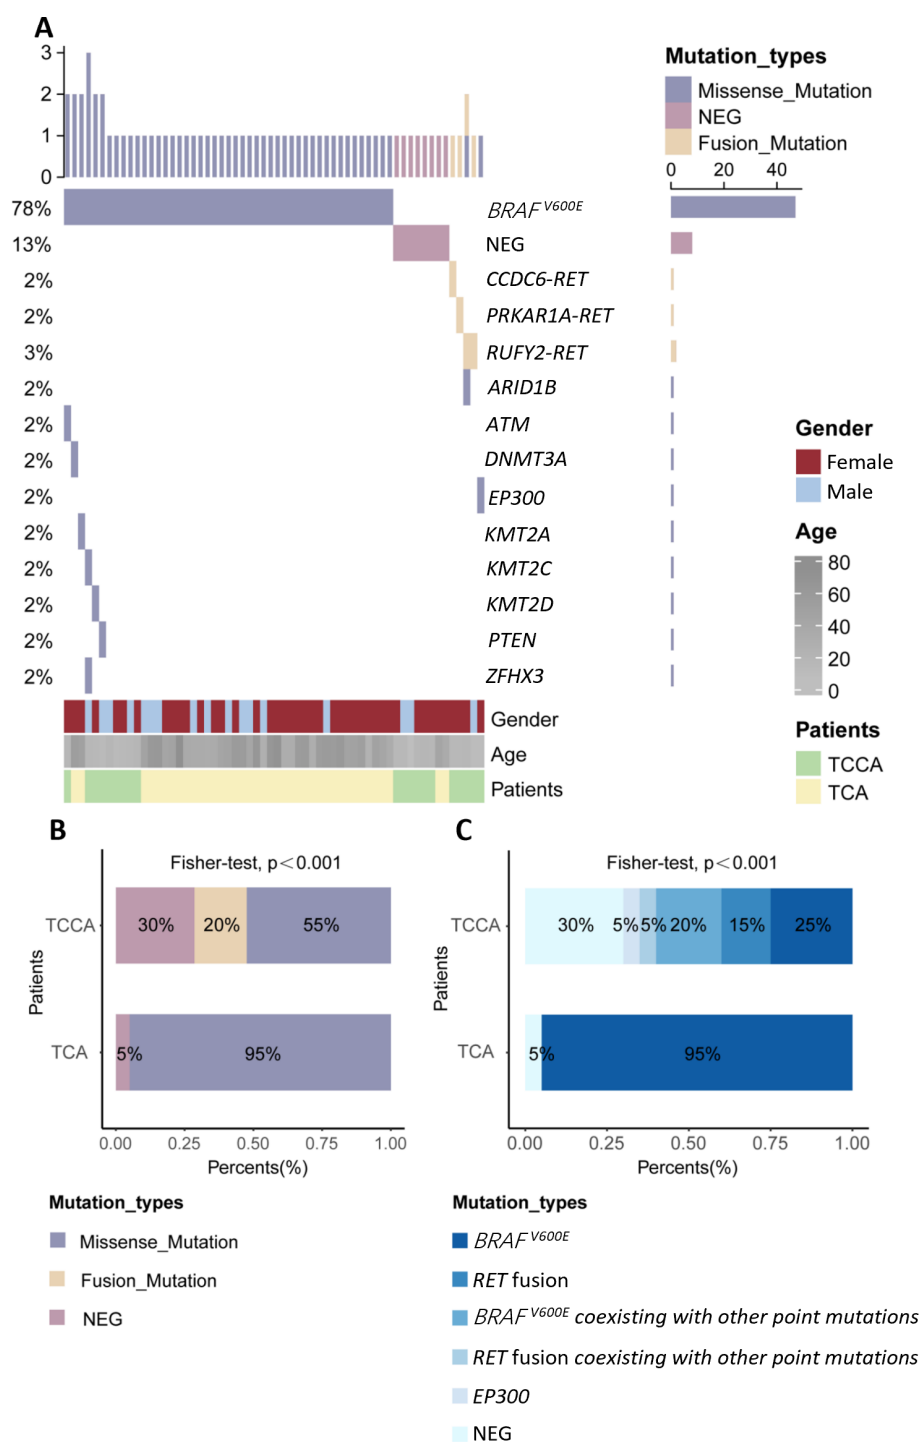 A
3
2
1
0
Mutation_types
Missense_Mutation
NEG
Fusion_Mutation
0 20 40
78% BRAF V600E
13% NEG
2% CCDC6-RET
2% PRKAR1A-RET
3% RUFY2-RET
2% ARID1B
2% ATM
2% DNMT3A
2% EP300
2% KMT2A
2% KMT2C
2% KMT2D
2% PTEN
2% ZFHX3
Gender
Age
Patients
Gender
Female
Male
Age
80
60
40
20
0
Patients
TCCA
TCA
B
Fisher-test, p<0.001
Patients
TCCA 30% 20% 55%
TCA 5% 95%
0.00 0.25 0.50 0.75 1.00
Percents(%)
Mutation_types
Missense_Mutation
Fusion_Mutation
NEG
C
Fisher-test, p<0.001
Patients
TCCA 30% 5% 5% 20% 15% 25%
TCA 5% 95%
0.00 0.25 0.50 0.75 1.00
Percents(%)
Mutation_types
BRAF V600E
RET fusion
BRAF V600E coexisting with other point mutations
RET fusion coexisting with other point mutations
EP300
NEG